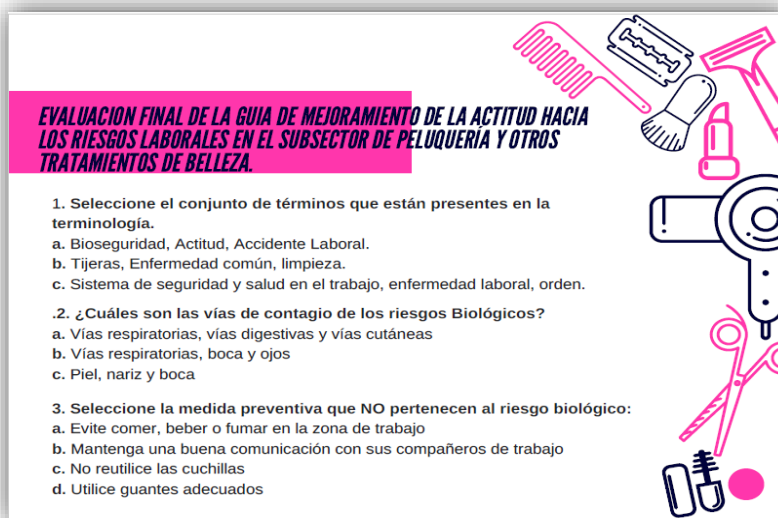 EVALUACION FINAL DE LA GUIA DE MEJORAMIENTO DE LA ACTITUD HACIA
LOS RIESGOS LABORALES EN EL SUBSECTOR DE PELUQUERÍA Y OTROS
TRATAMIENTOS DE BELLEZA.
1. Seleccione el conjunto de términos que están presentes en la
terminología.
a. Bioseguridad, Actitud, Accidente Laboral.
b. Tijeras, Enfermedad común, limpieza.
c. Sistema de seguridad y salud en el trabajo, enfermedad laboral, orden.
.2. ¿Cuáles son las vías de contagio de los riesgos Biológicos?
a. Vías respiratorias, vías digestivas y vías cutáneas
b. Vías respiratorias, boca y ojos
c. Piel, nariz y boca
3. Seleccione la medida preventiva que NO pertenecen al riesgo biológico:
a. Evite comer, beber o fumar en la zona de trabajo
b. Mantenga una buena comunicación con sus compañeros de trabajo
c. No reutilice las cuchillas
d. Utilice guantes adecuados